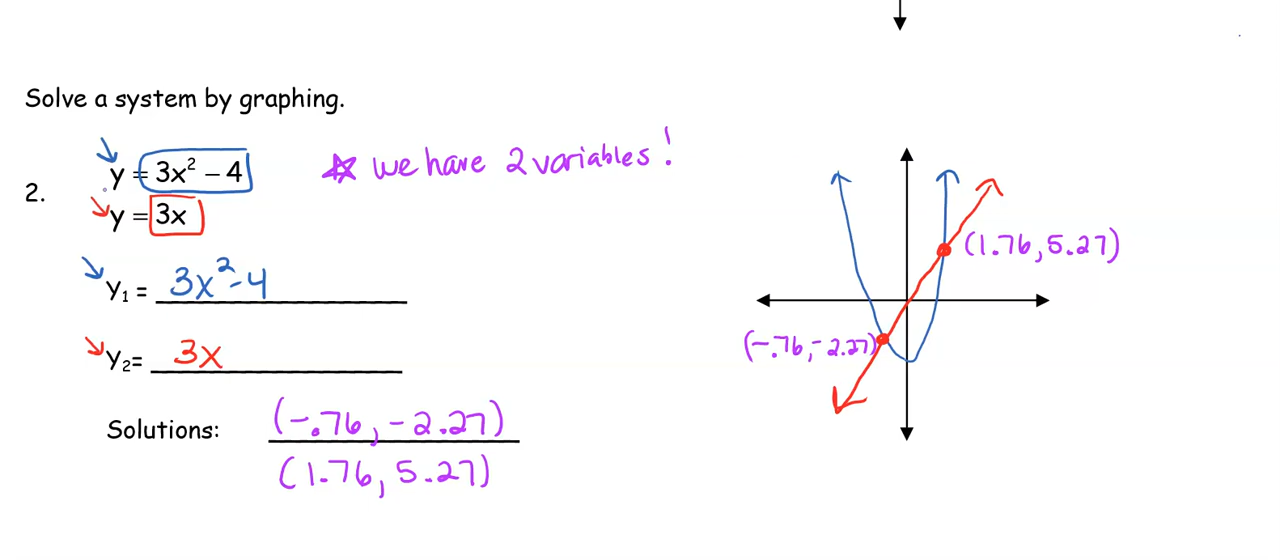 Solve a system by graphing.
y = 3x² – 4
☆ we have 2 variables!
2.
y = 3x
Y₁ = 3x² - 4
Y₂= 3x
Solutions: (-.76, -2.27)
(1.76, 5.27)
(1.76, 5.27)
(-.76, -2.27)